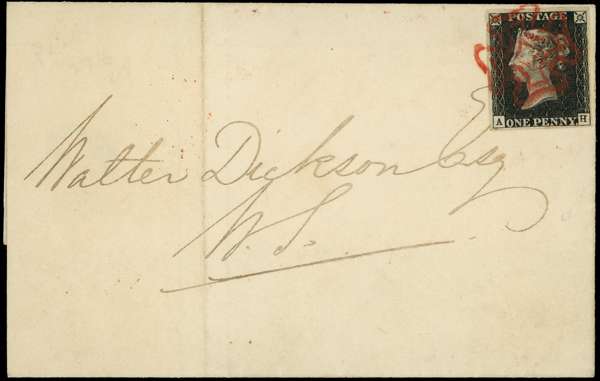 POSTAGE
A ONE PENNY H
Walter Dickson Esq
W.S.